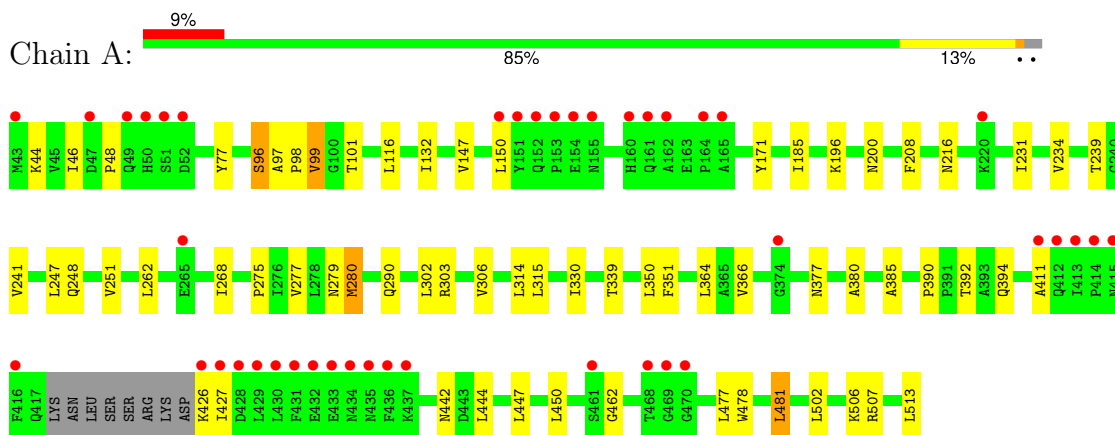 9%
Chain A:
85% 13% • •
M43 K44 V45 I46 D47 P48 Q49 H50 S51 D52 Y77 S96 A97 P98 V99 G100 T101 L116 I132 V147 L150 Y151 Q152 P153 E154 N155 H160 Q161 A162 E163 P164 A165 Y171 I185 K196 N200 F208 N216 K220 I231 V234 T239 G240
V241 L247 Q248 V251 L262 E265 I268 P275 I276 V277 L278 N279 M280 Q290 L302 R303 V306 L314 L315 I330 T339 L350 F351 L364 A365 V366 G374 N377 A380 A385 P390 P391 T392 A393 Q394 A411 Q412 I413 P414 N415
F416 Q417 LYS ASN LEU SER SER ARG LYS ASP K426 I427 D428 L429 L430 F431 E432 E433 N434 N435 F436 K437 N442 D443 L444 L447 L450 S461 G462 T468 G469 G470 L477 W478 L481 L502 K506 R507 L513